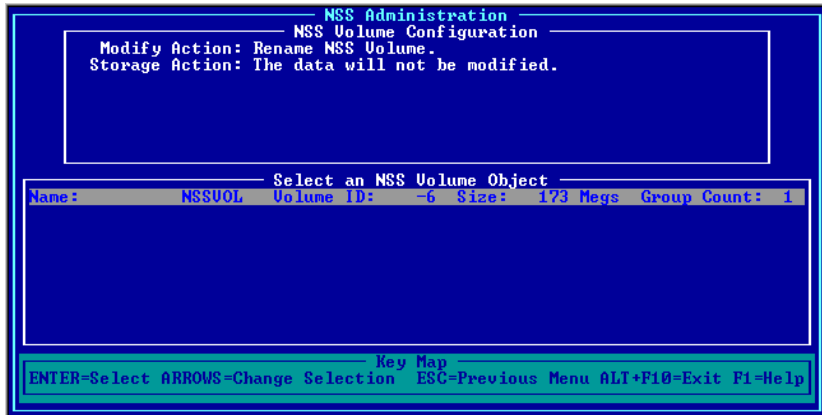 NSS Administration
NSS Volume Configuration
Modify Action: Rename NSS Volume.
Storage Action: The data will not be modified.
Select an NSS Volume Object
Name: NSSVOL Volume ID: -6 Size: 173 Megs Group Count: 1
Key Map
ENTER=Select ARROWS=Change Selection ESC=Previous Menu ALT+F10=Exit F1=Help